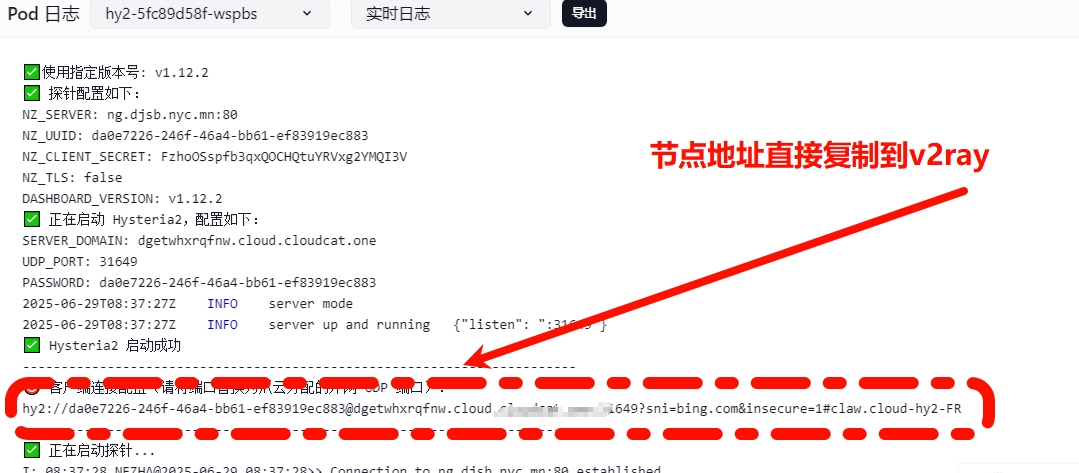 Pod 日志 hy2-5fc89d58f-wspbs 实时日志 导出
✅使用指定版本号: v1.12.2
✅ 探针配置如下:
NZ_SERVER: ng.djsb.nyc.mn:80
NZ_UUID: da0e7226-246f-46a4-bb61-ef83919ec883
NZ_CLIENT_SECRET: FzhoOSspfb3qxQOCHQtuYRVxg2YMQI3V
NZ_TLS: false
DASHBOARD_VERSION: v1.12.2
✅ 正在启动 Hysteria2，配置如下:
SERVER_DOMAIN: dgetwhxrqfnw.cloud.cloudcat.one
UDP_PORT: 31649
PASSWORD: da0e7226-246f-46a4-bb61-ef83919ec883
2025-06-29T08:37:27Z INFO server mode
2025-06-29T08:37:27Z INFO server up and running {"listen": ":31649"}
✅ Hysteria2 启动成功
节点地址直接复制到v2ray
客户端连接配置 UDP 端口
hy2://da0e7226-246f-46a4-bb61-ef83919ec883@dgetwhxrqfnw.cloud. 1649?sni=bing.com&insecure=1#claw.cloud-hy2-FR
✅ 正在启动探针...
I: 08:37:28 NEZHA@2025-06-29 08:37:28>> Connection to ng.djsb.nyc.mn:80 established